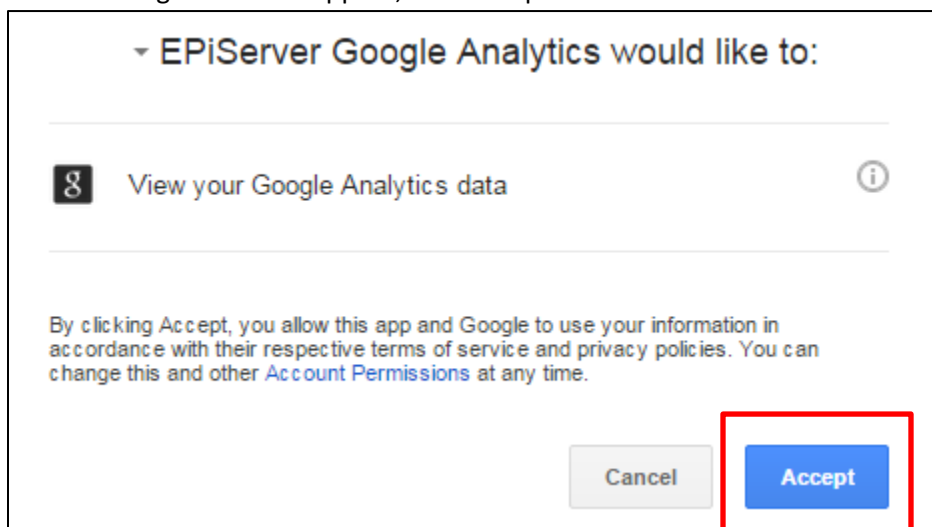 EPiServer Google Analytics would like to:
g View your Google Analytics data
By clicking Accept, you allow this app and Google to use your information in
accordance with their respective terms of service and privacy policies. You can
change this and other Account Permissions at any time.
Cancel Accept